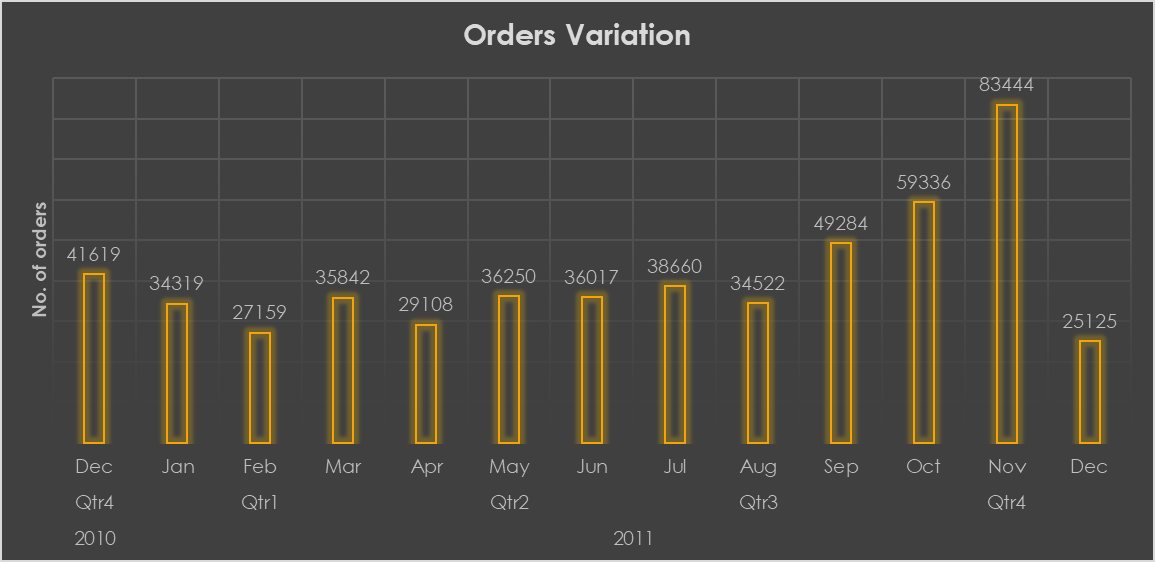 Orders Variation
No. of orders
41619 34319 27159 35842 29108 36250 36017 38660 34522 49284 59336 83444 25125
Dec Jan Feb Mar Apr May Jun Jul Aug Sep Oct Nov Dec
Qtr4 Qtr1 Qtr2 Qtr3 Qtr4
2010 2011